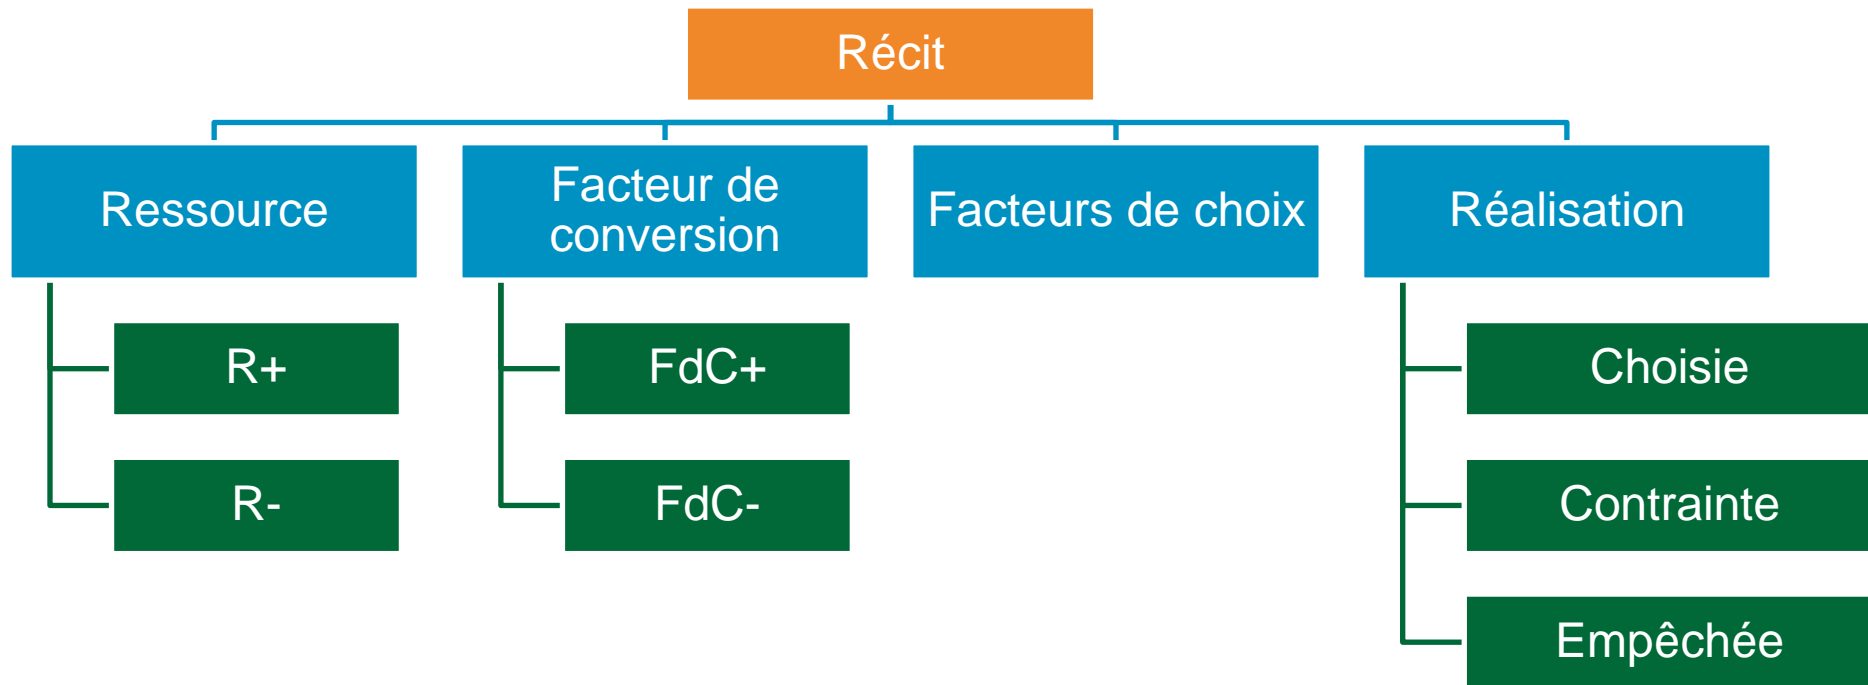 Récit
Ressource
Facteur de
conversion
Facteurs de choix
Réalisation
R+
FdC+
Choisie
R-
FdC-
Contrainte
Empêchée